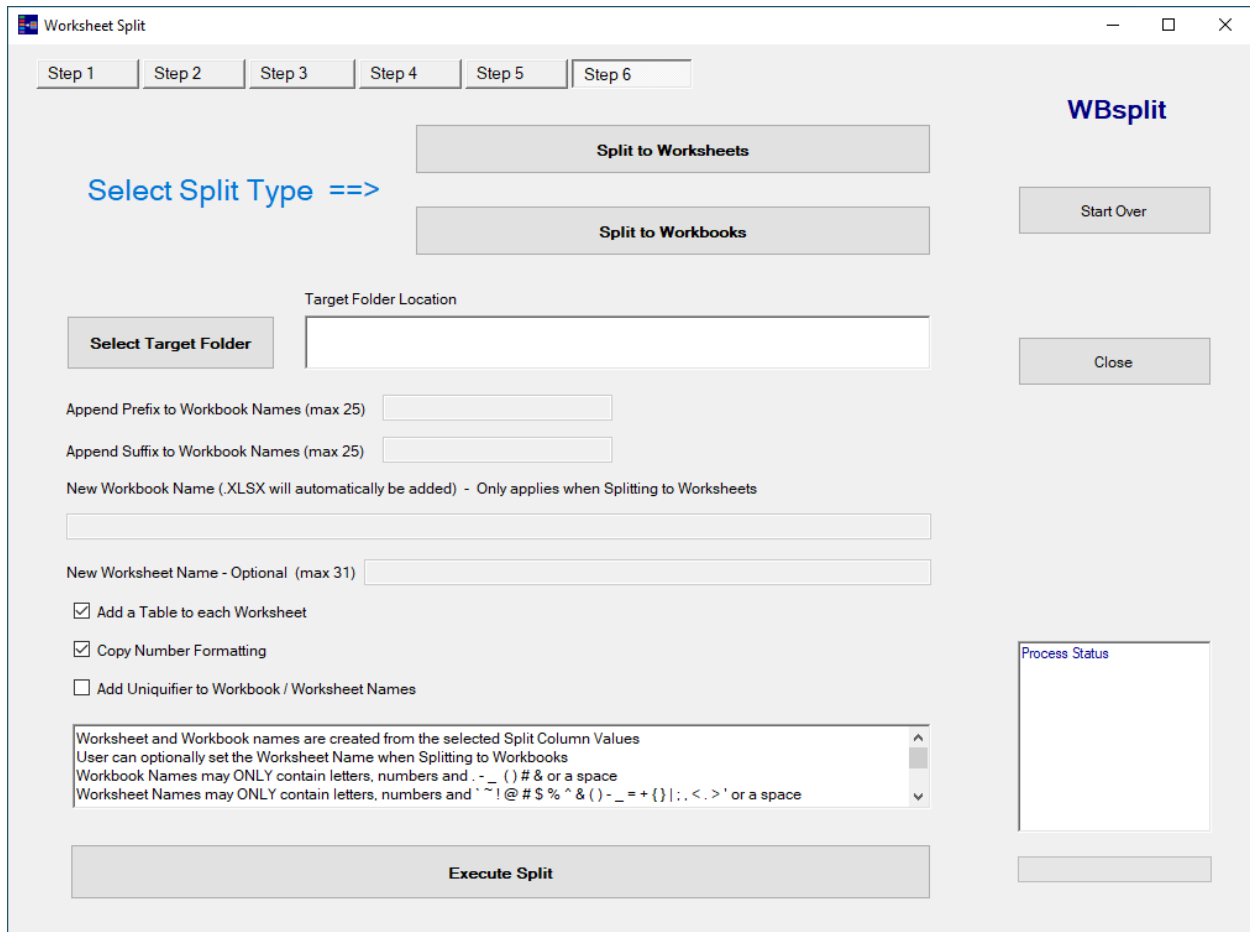 Worksheet Split
Step 1 Step 2 Step 3 Step 4 Step 5 Step 6
WBsplit
Split to Worksheets
Select Split Type ==>
Split to Workbooks
Start Over
Target Folder Location
Select Target Folder
Close
Append Prefix to Workbook Names (max 25)
Append Suffix to Workbook Names (max 25)
New Workbook Name (.XLSX will automatically be added) - Only applies when Splitting to Worksheets
New Worksheet Name - Optional (max 31)
Add a Table to each Worksheet
Copy Number Formatting
Add Uniquifier to Workbook / Worksheet Names
Process Status
Worksheet and Workbook names are created from the selected Split Column Values
User can optionally set the Worksheet Name when Splitting to Workbooks
Workbook Names may ONLY contain letters, numbers and . - _ ( ) # & or a space
Worksheet Names may ONLY contain letters, numbers and ` ~ ! @ # $ % ^ & ( ) - _ = + { } | ; , < . > ' or a space
Execute Split